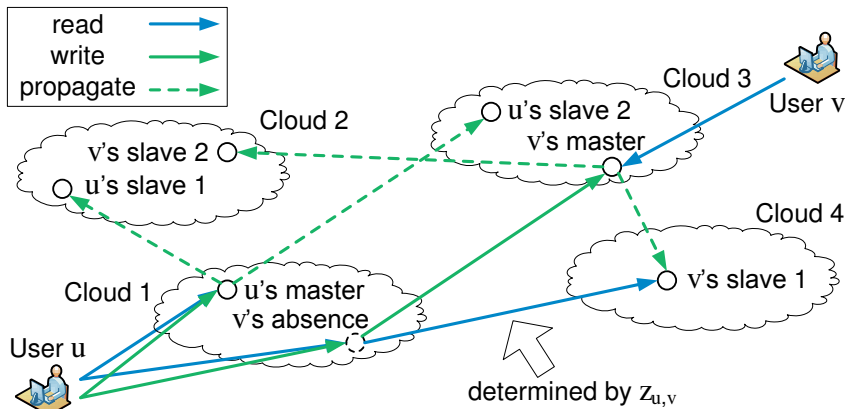 read
write
propagate
Cloud 3
User v
u's slave 2
v's master
Cloud 2
v's slave 2
u's slave 1
Cloud 4
v's slave 1
Cloud 1
u's master
v's absence
User u
determined by z_{u,v}